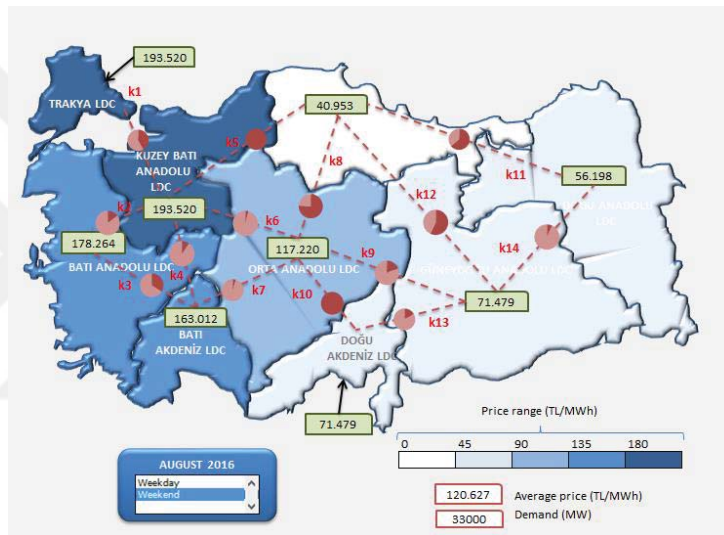 193.520
k1
TRAKYA LDC
40.953
k5
KUZEY BATI
ANADOLU
LDC
k8
k11
56.198
k12
193.520
k6
178.264
117.220
k9
k14
BATI ANADOLU LDC
k4
ORTA ANADOLU LDC
ANADOLU LDC
LDC
k3
k7
k10
71.479
163.012
k13
BATI
AKDENİZ LDC
DOĞU
AKDENİZ LDC
71.479
Price range (TL/MWh)
0 45 90 135 180
AUGUST 2016
Weekday
Weekend
120.627 Average price (TL/MWh)
33000 Demand (MW)